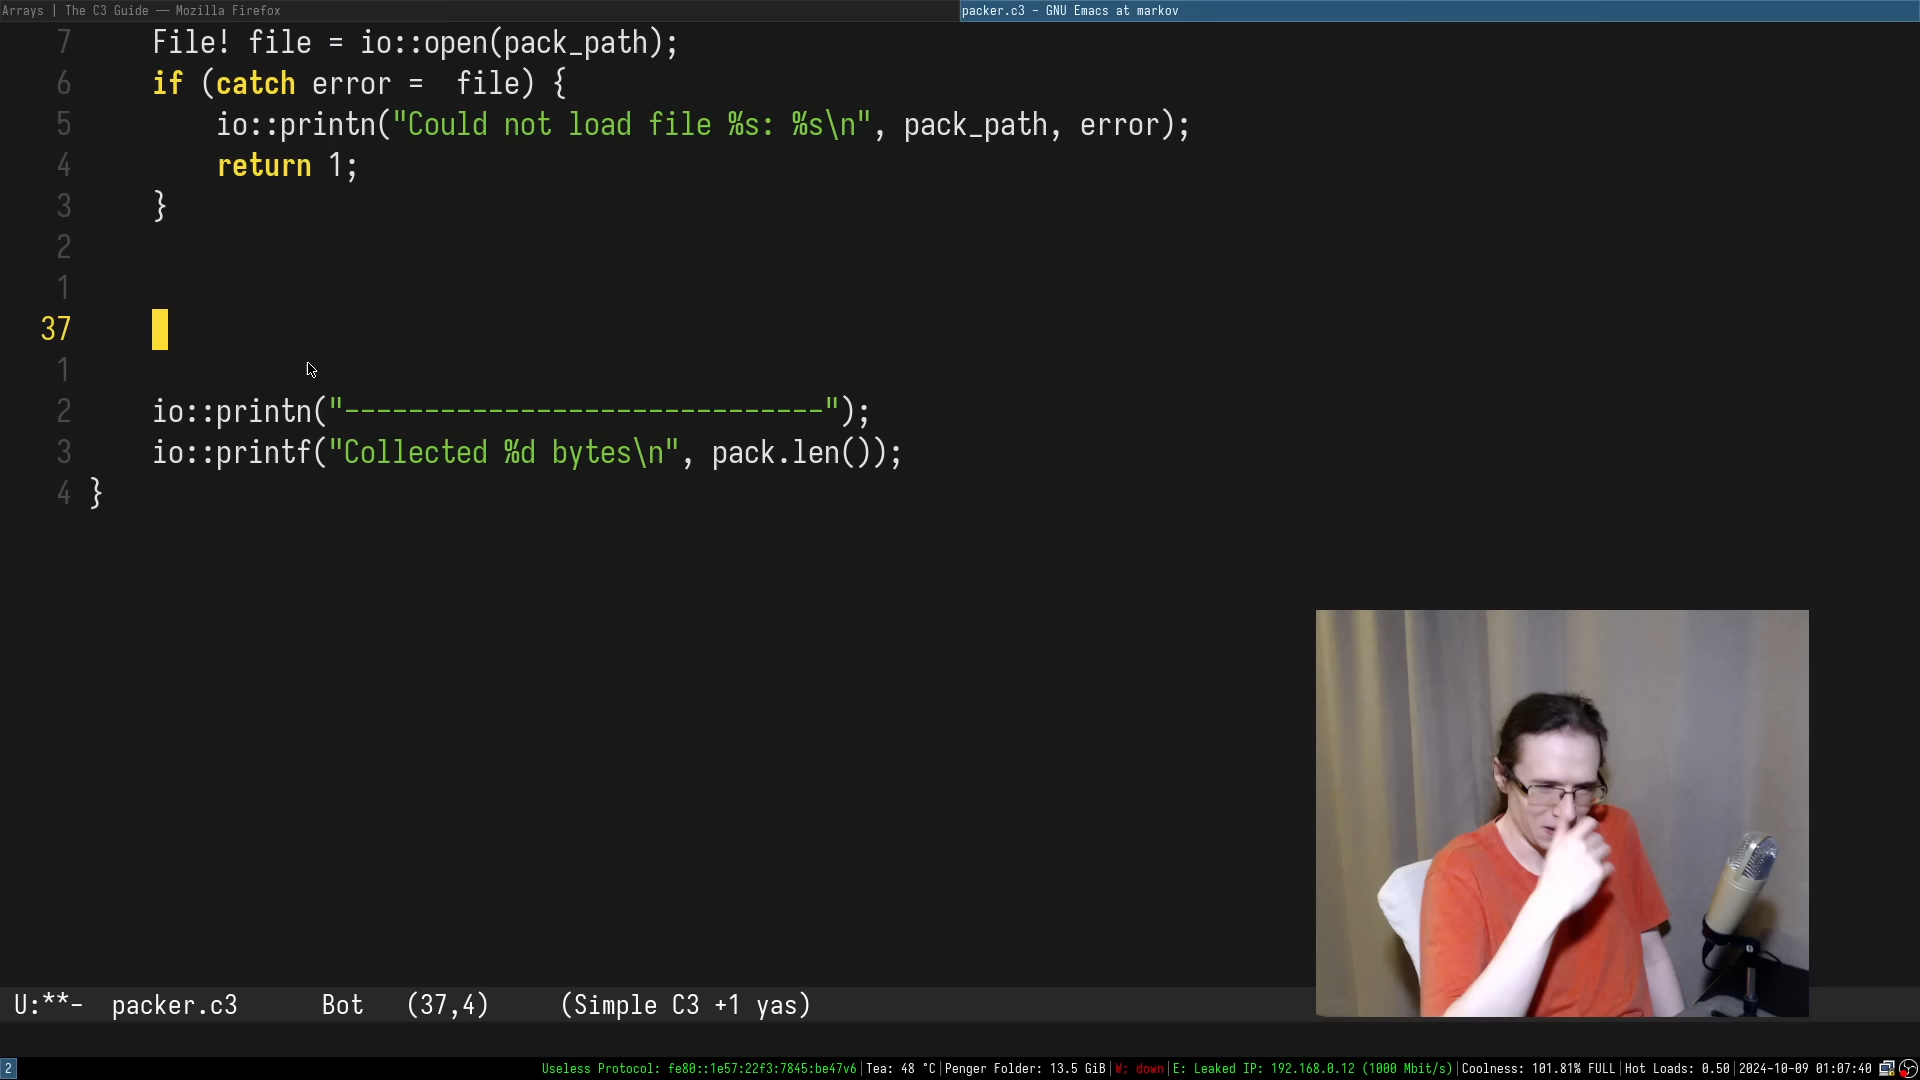 Arrays | The C3 Guide — Mozilla Firefox
packer.c3 - GNU Emacs at markov
7 File! file = io::open(pack_path);
6 if (catch error =  file) {
5 io::printn("Could not load file %s: %s\n", pack_path, error);
4 return 1;
3 }
2
1
37
1
2 io::printn("------------------------------");
3 io::printf("Collected %d bytes\n", pack.len());
4 }
U:**-  packer.c3      Bot   (37,4)     (Simple C3 +1 yas)
2 Useless Protocol: fe80::1e57:22f3:7845:be47v6|Tea: 48 °C|Penger Folder: 13.5 GiB|W: down|E: Leaked IP: 192.168.0.12 (1000 Mbit/s)|Coolness: 101.81% FULL|Hot Loads: 0.50|2024-10-09 01:07:40